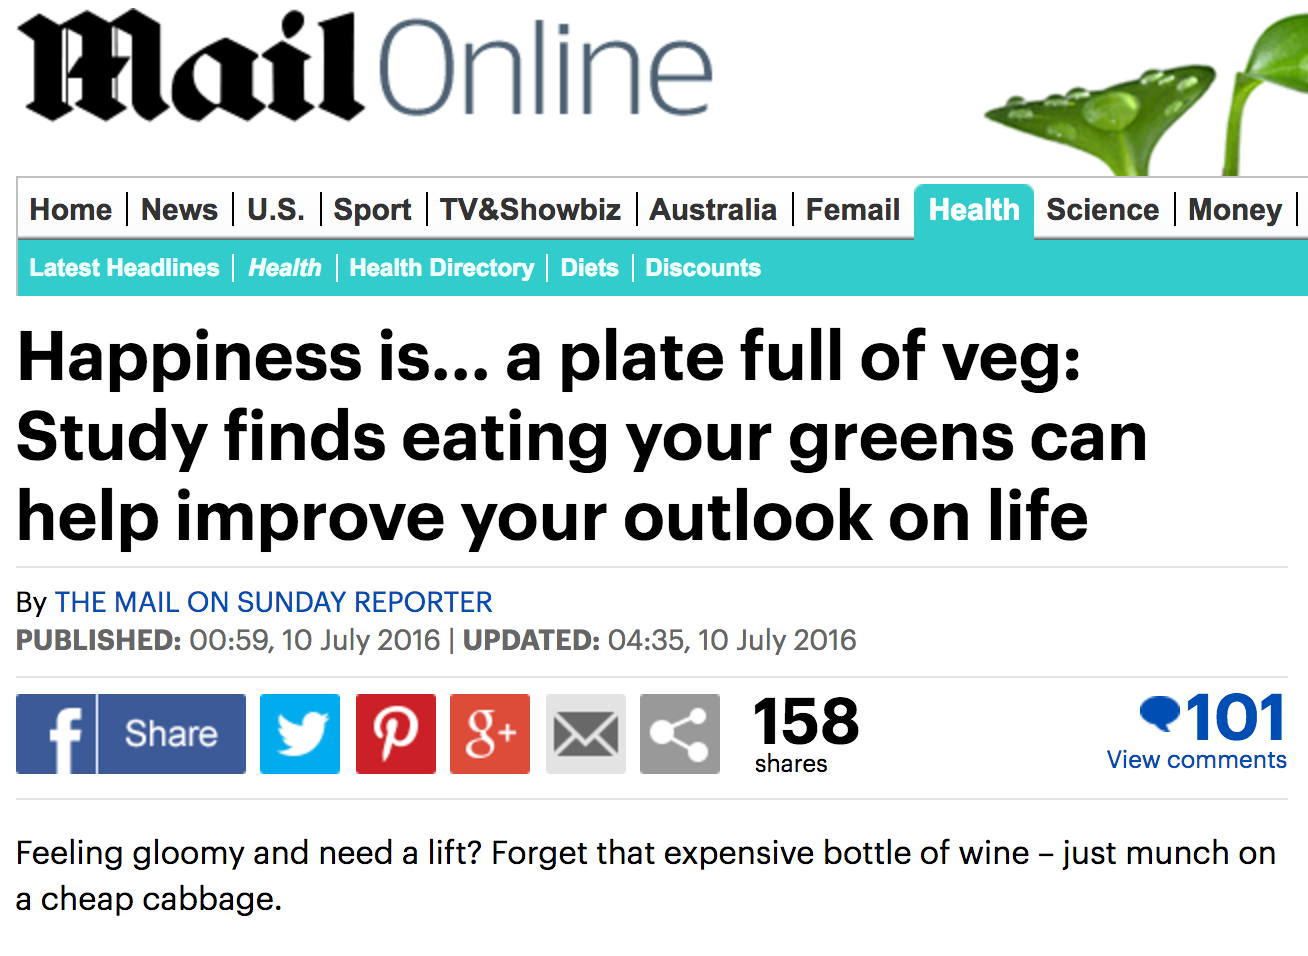 Mail Online
Home | News | U.S. | Sport | TV&Showbiz | Australia | Femail | Health | Science | Money |
Latest Headlines | Health | Health Directory | Diets | Discounts
Happiness is... a plate full of veg:
Study finds eating your greens can
help improve your outlook on life
By THE MAIL ON SUNDAY REPORTER
PUBLISHED: 00:59, 10 July 2016 | UPDATED: 04:35, 10 July 2016
f Share g+ 158 101
shares View comments
Feeling gloomy and need a lift? Forget that expensive bottle of wine – just munch on
a cheap cabbage.